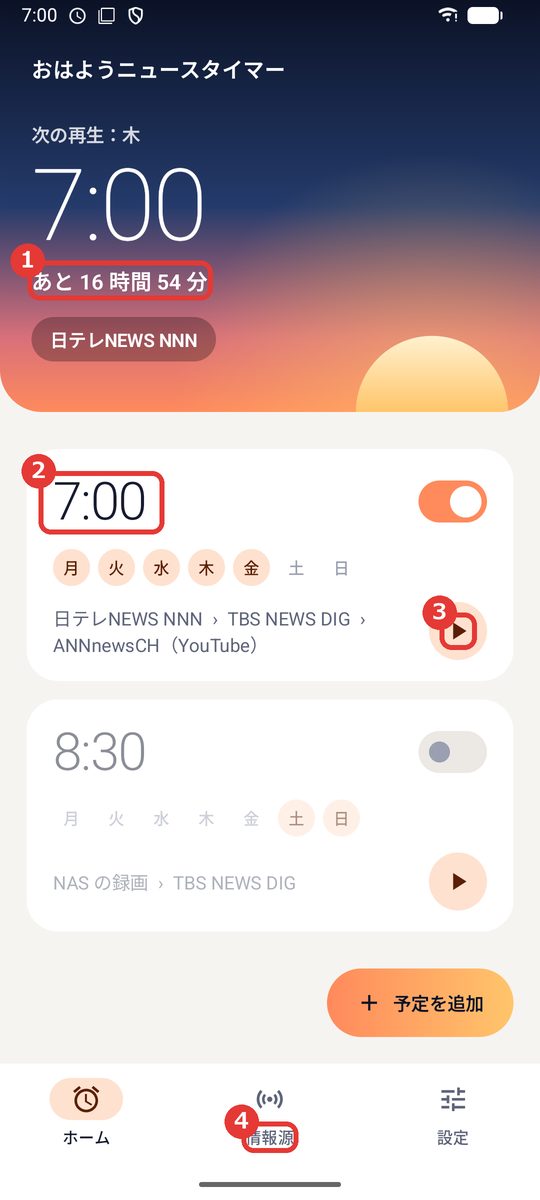 7:00
おはようニュースタイマー
次の再生：木
7:00
1
あと 16 時間 54 分
日テレNEWS NNN
2
7:00
月 火 水 木 金 土 日
日テレNEWS NNN › TBS NEWS DIG ›
ANNnewsCH（YouTube）
3
8:30
月 火 水 木 金 土 日
NAS の録画 › TBS NEWS DIG
+ 予定を追加
4
ホーム 情報源 設定